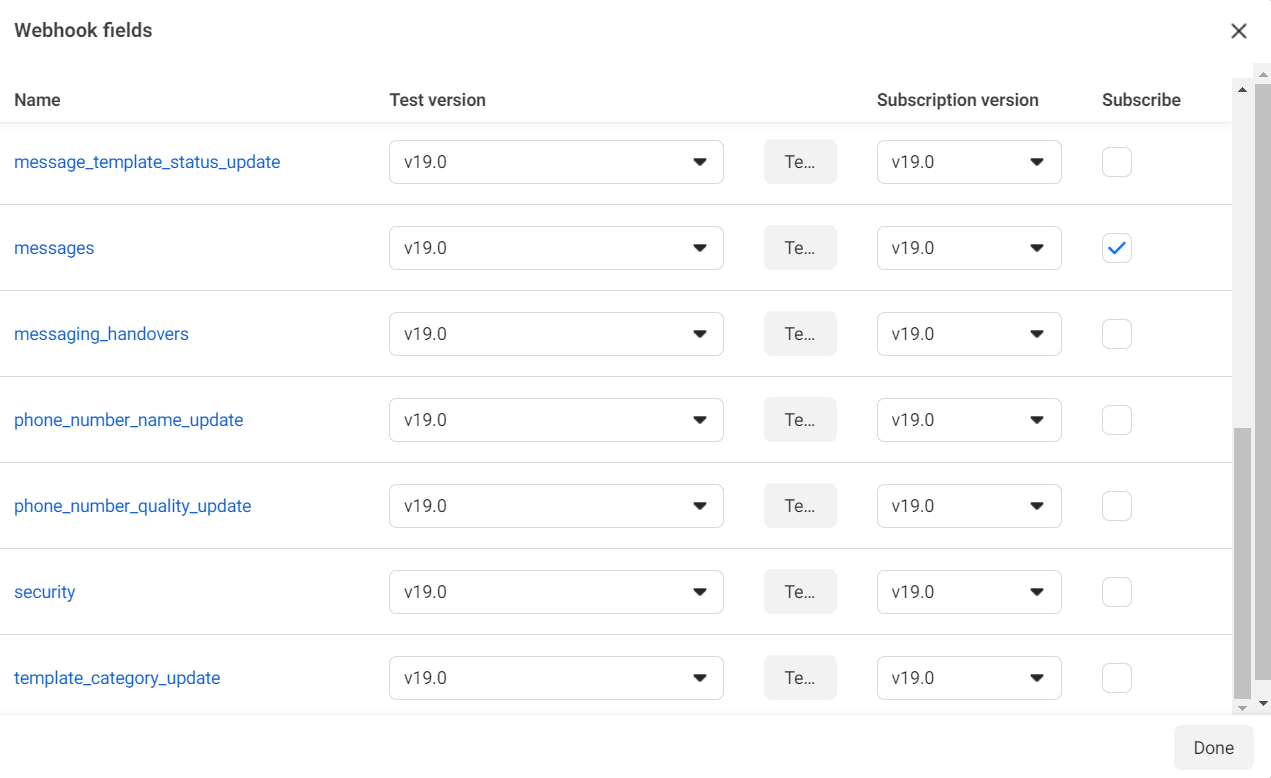 Webhook fields
Name Test version Subscription version Subscribe
message_template_status_update v19.0 Te... v19.0
messages v19.0 Te... v19.0
messaging_handovers v19.0 Te... v19.0
phone_number_name_update v19.0 Te... v19.0
phone_number_quality_update v19.0 Te... v19.0
security v19.0 Te... v19.0
template_category_update v19.0 Te... v19.0
Done